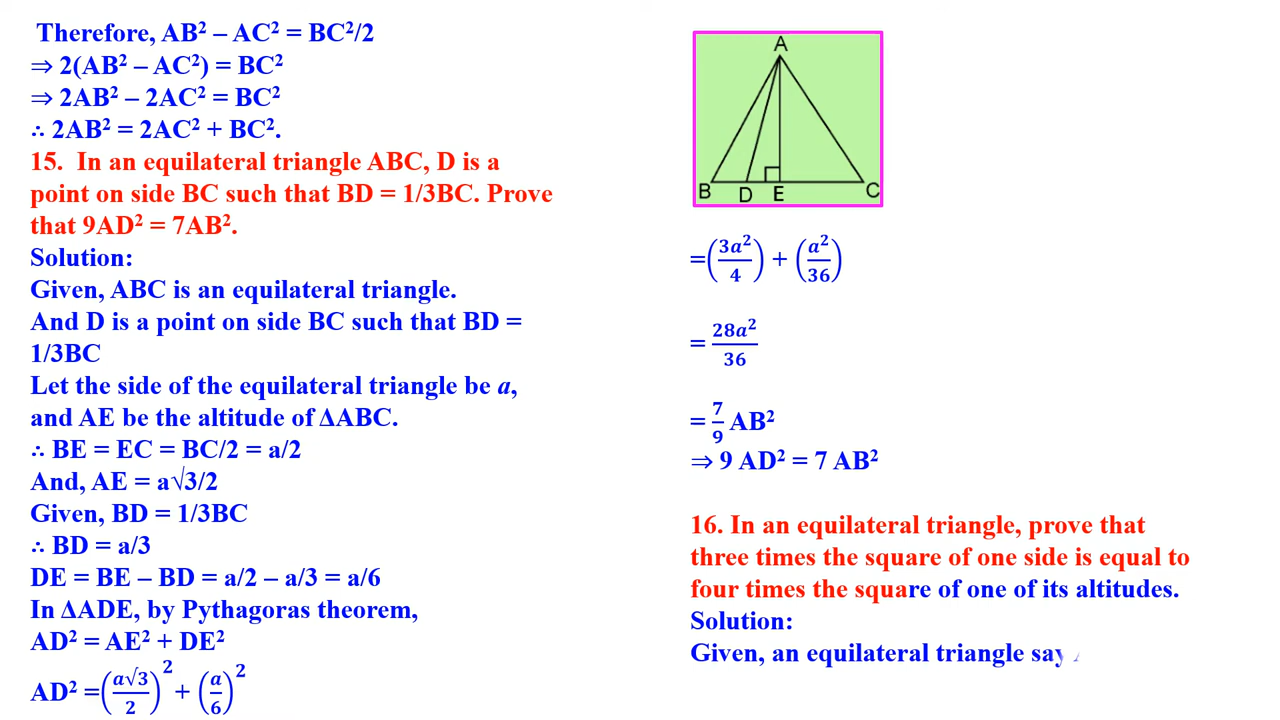 Therefore, AB² – AC² = BC²/2
⇒ 2(AB² – AC²) = BC²
⇒ 2AB² – 2AC² = BC²
∴ 2AB² = 2AC² + BC².
15. In an equilateral triangle ABC, D is a
point on side BC such that BD = 1/3BC. Prove
that 9AD² = 7AB².
Solution:
Given, ABC is an equilateral triangle.
And D is a point on side BC such that BD =
1/3BC
Let the side of the equilateral triangle be a,
and AE be the altitude of ΔABC.
∴ BE = EC = BC/2 = a/2
And, AE = a√3/2
Given, BD = 1/3BC
∴ BD = a/3
DE = BE – BD = a/2 – a/3 = a/6
In ΔADE, by Pythagoras theorem,
AD² = AE² + DE²
AD² =(a√3/2)² + (a/6)²
A
B D E C
=(3a²/4) + (a²/36)
= 28a²/36
= 7/9 AB²
⇒ 9 AD² = 7 AB²
16. In an equilateral triangle, prove that
three times the square of one side is equal to
four times the square of one of its altitudes.
Solution:
Given, an equilateral triangle say